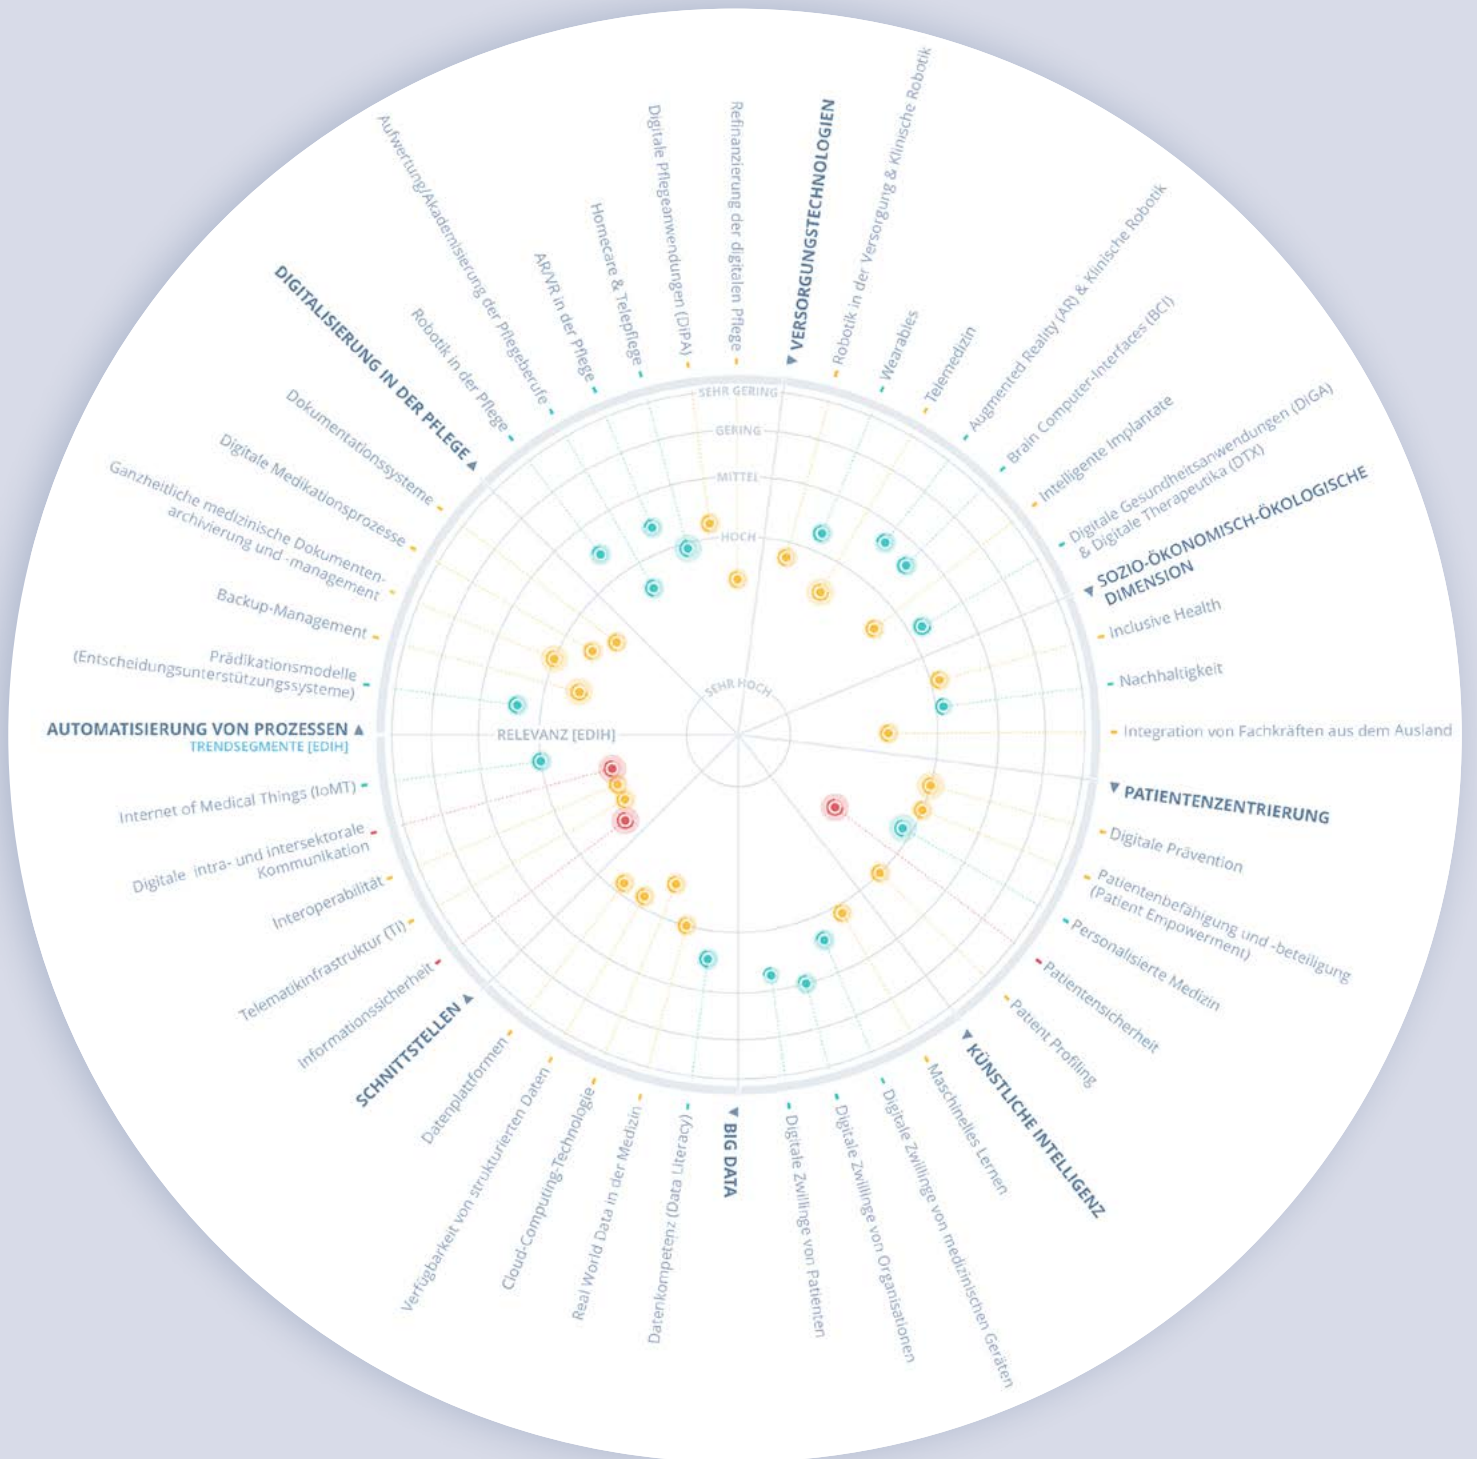 VERSORGUNGSTECHNOLOGIEN
Robotik in der Versorgung & Klinische Robotik
Wearables
Telemedizin
Augmented Reality (AR) & Klinische Robotik
Brain Computer-Interfaces (BCI)
Intelligente Implantate
Digitale Gesundheitsanwendungen (DiGA)
& Digitale Therapeutika (DTX)
SOZIO-ÖKONOMISCH-ÖKOLOGISCHE
DIMENSION
Inclusive Health
Nachhaltigkeit
Integration von Fachkräften aus dem Ausland
PATIENTENZENTRIERUNG
Digitale Prävention
Patientenbefähigung und -beteiligung
(Patient Empowerment)
Personalisierte Medizin
Patientensicherheit
Patient Profiling
KÜNSTLICHE INTELLIGENZ
Maschinelles Lernen
Digitale Zwillinge von medizinischen Geräten
Digitale Zwillinge von Organisationen
Digitale Zwillinge von Patienten
BIG DATA
Datenkompetenz (Data Literacy)
Real World Data in der Medizin
Cloud-Computing-Technologie
Verfügbarkeit von strukturierten Daten
Datenplattformen
SCHNITTSTELLEN
Informationssicherheit
Telematikinfrastruktur (TI)
Interoperabilität
Digitale intra- und intersektorale
Kommunikation
Internet of Medical Things (IoMT)
AUTOMATISIERUNG VON PROZESSEN
TRENDSEGMENTE [EDIH]
Prädikationsmodelle
(Entscheidungsunterstützungssysteme)
Backup-Management
Ganzheitliche medizinische Dokumenten-
archivierung und -management
Digitale Medikationsprozesse
Dokumentationssysteme
DIGITALISIERUNG IN DER PFLEGE
Robotik in der Pflege
Aufwertung/Akademisierung der Pflegeberufe
AR/VR in der Pflege
Homecare & Telepflege
Digitale Pflegeanwendungen (DiPA)
Refinanzierung der digitalen Pflege
SEHR GERING
GERING
MITTEL
HOCH
SEHR HOCH
RELEVANZ [EDIH]